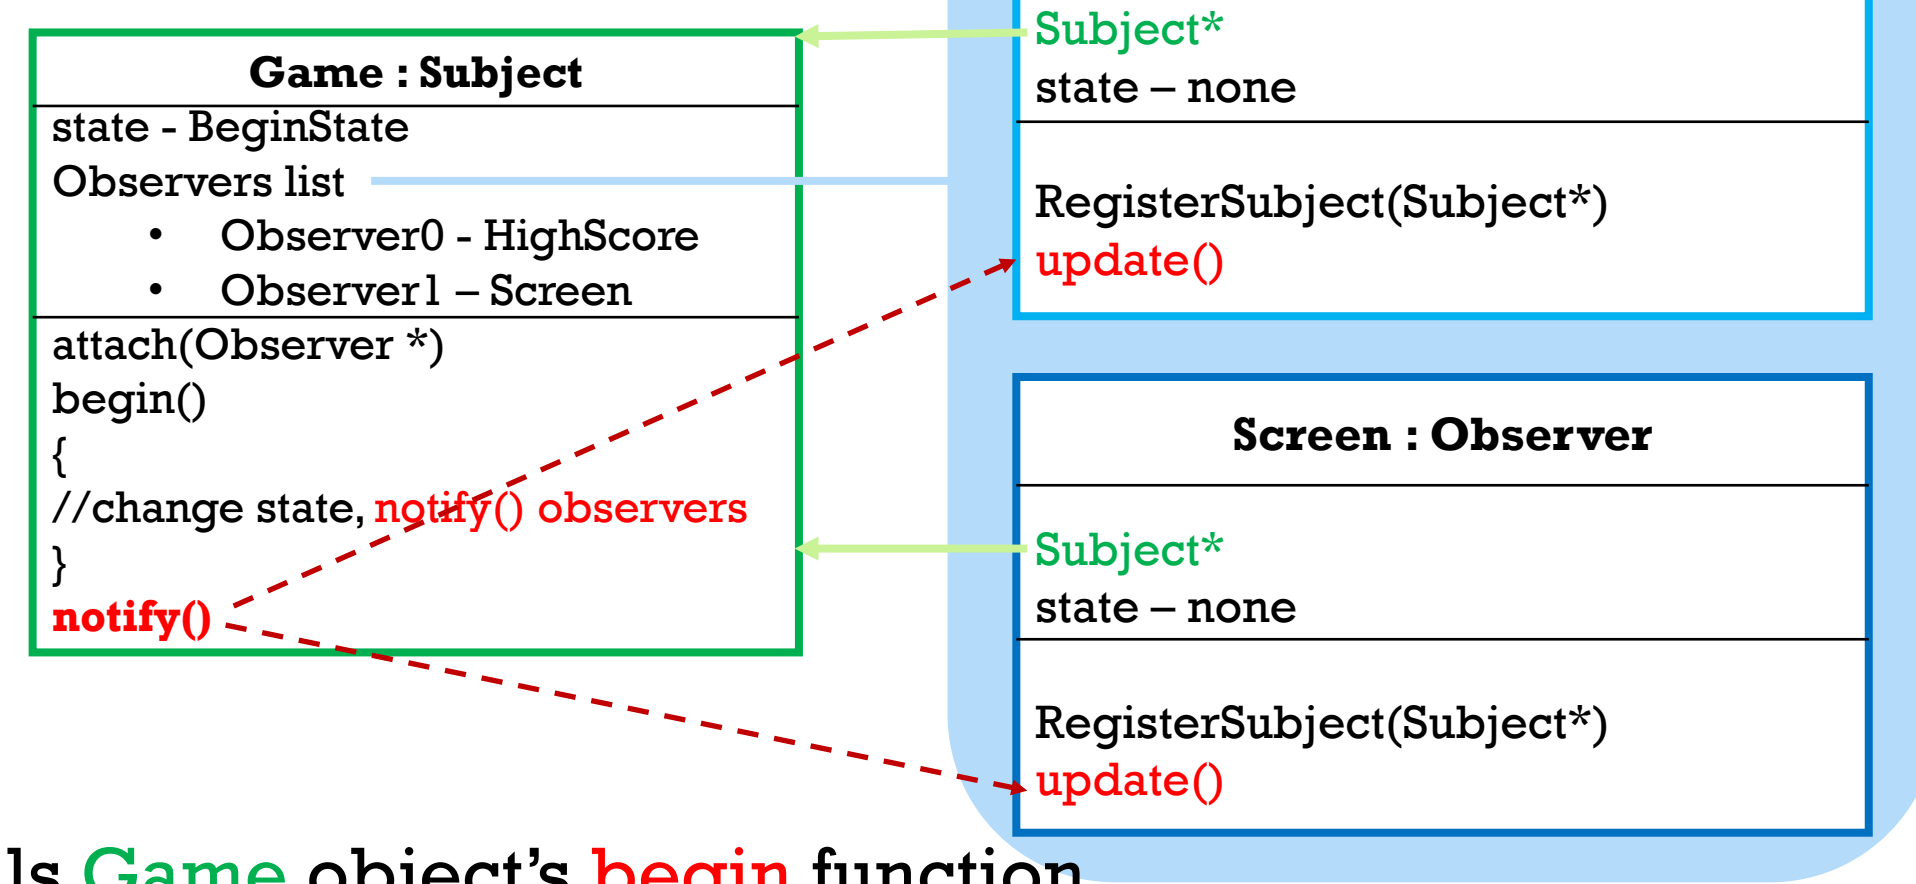 Game : Subject
state - BeginState
Observers list
• Observer0 - HighScore
• Observer1 – Screen
attach(Observer *)
begin()
{
//change state, notify() observers
}
notify()
Subject*
state – none
RegisterSubject(Subject*)
update()
Screen : Observer
Subject*
state – none
RegisterSubject(Subject*)
update()
ls Game object’s begin function